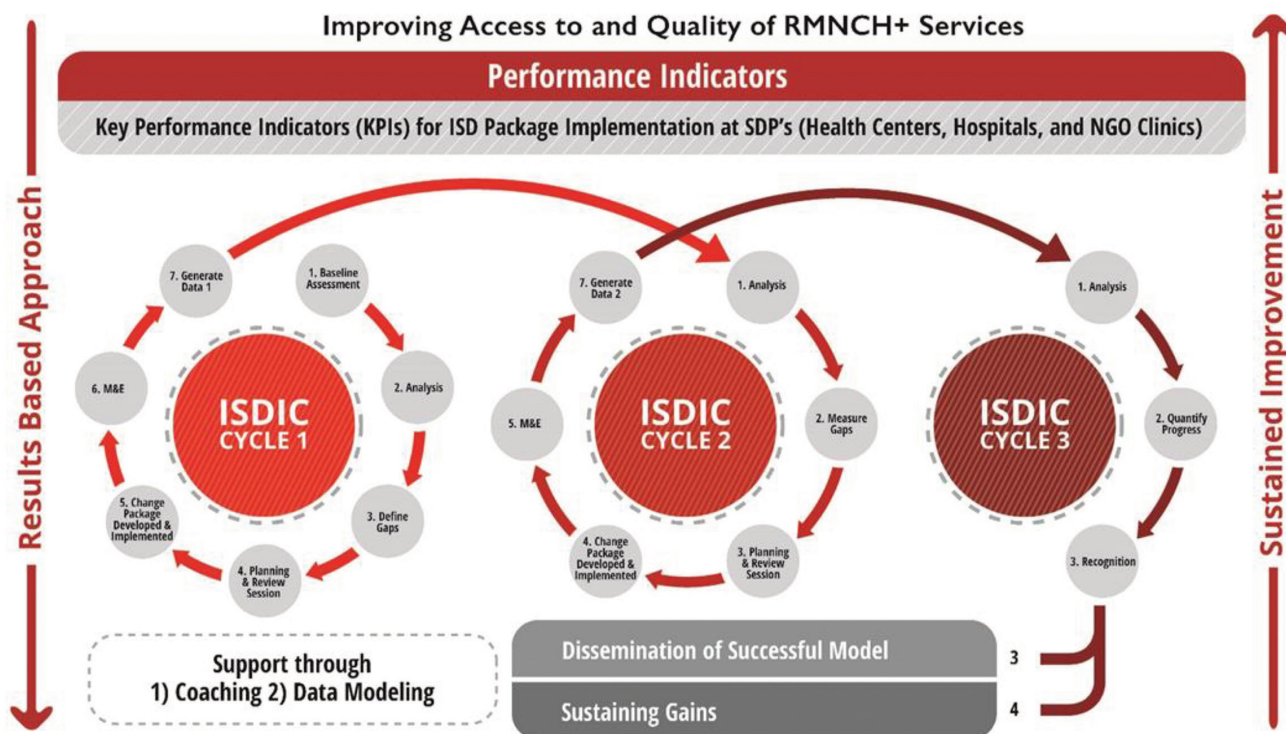 Improving Access to and Quality of RMNCH+ Services
Performance Indicators
Key Performance Indicators (KPIs) for ISD Package Implementation at SDP's (Health Centers, Hospitals, and NGO Clinics)
Results Based Approach
Sustained Improvement
ISDIC
CYCLE 1
1. Baseline
Assessment
2. Analysis
3. Define
Gaps
4. Planning
& Review
Session
5. Change
Package
Developed &
Implemented
6. M&E
7. Generate
Data 1
ISDIC
CYCLE 2
1. Analysis
2. Measure
Gaps
3. Planning
& Review
Session
4. Change
Package
Developed &
Implemented
5. M&E
7. Generate
Data 2
ISDIC
CYCLE 3
1. Analysis
2. Quantify
Progress
3. Recognition
Support through
1) Coaching 2) Data Modeling
Dissemination of Successful Model
3
Sustaining Gains
4